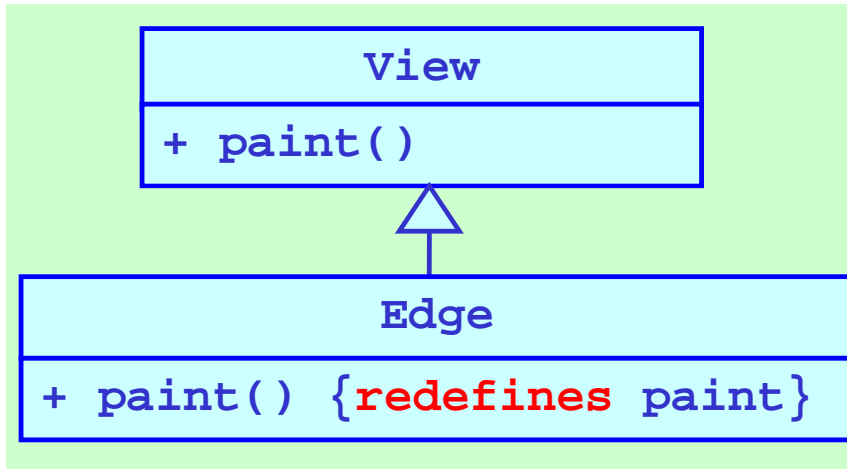 View
+ paint()
Edge
+ paint() {redefines paint}